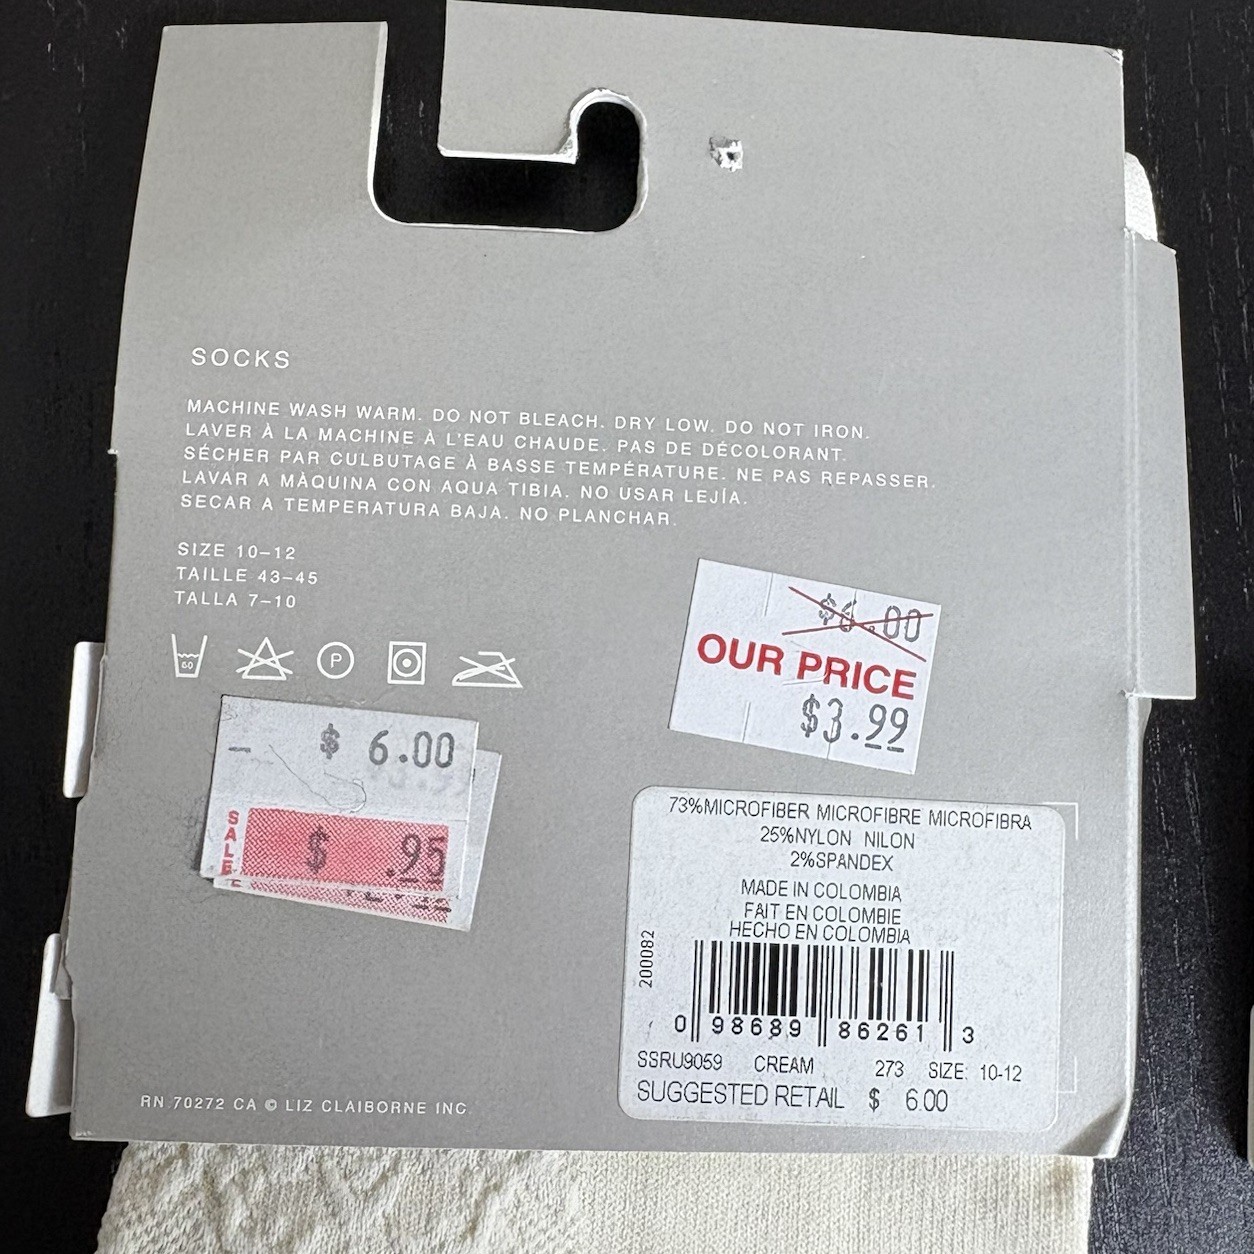 SOCKS
MACHINE WASH WARM. DO NOT BLEACH. DRY LOW. DO NOT IRON.
LAVER À LA MACHINE À L'EAU CHAUDE. PAS DE DÉCOLORANT.
SÉCHER PAR CULBUTAGE À BASSE TEMPÉRATURE. NE PAS REPASSER.
LAVAR A MÀQUINA CON AQUA TIBIA. NO USAR LEJÍA.
SECAR A TEMPERATURA BAJA. NO PLANCHAR.
SIZE 10–12
TAILLE 43–45
TALLA 7–10
P
$6.00
OUR PRICE
$3.99
$ 6.00
SALE
$ .95
73%MICROFIBER MICROFIBRE MICROFIBRA
25%NYLON NILON
2%SPANDEX
MADE IN COLOMBIA
FAIT EN COLOMBIE
HECHO EN COLOMBIA
200082
0 98689 86261 3
SSRU9059 CREAM 273 SIZE: 10-12
SUGGESTED RETAIL $ 6.00
RN 70272 CA © LIZ CLAIBORNE INC.